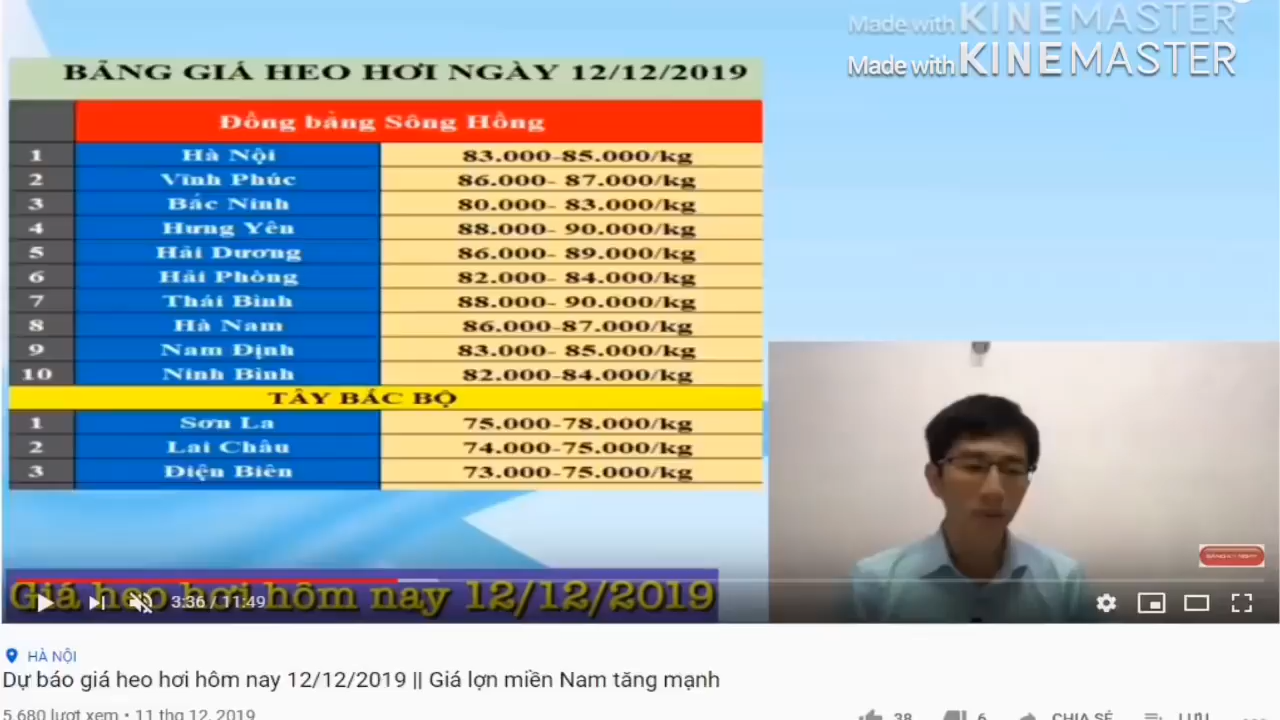 Made with KINEMASTER
Made with KINEMASTER
BẢNG GIÁ HEO HƠI NGÀY 12/12/2019
Đồng bằng Sông Hồng
1 Hà Nội 83.000-85.000/kg
2 Vĩnh Phúc 86.000- 87.000/kg
3 Bắc Ninh 80.000- 83.000/kg
4 Hưng Yên 88.000- 90.000/kg
5 Hải Dương 86.000- 89.000/kg
6 Hải Phòng 82.000- 84.000/kg
7 Thái Bình 88.000- 90.000/kg
8 Hà Nam 86.000-87.000/kg
9 Nam Định 83.000- 85.000/kg
10 Ninh Bình 82.000-84.000/kg
TÂY BẮC BỘ
1 Sơn La 75.000-78.000/kg
2 Lai Châu 74.000-75.000/kg
3 Điện Biên 73.000-75.000/kg
Giá heo hơi hôm nay 12/12/2019
3:36 / 11:49
HÀ NỘI
Dự báo giá heo hơi hôm nay 12/12/2019 || Giá lợn miền Nam tăng mạnh
5.680 lượt xem • 11 thg 12, 2019
38 6 CHIA SẺ LƯU